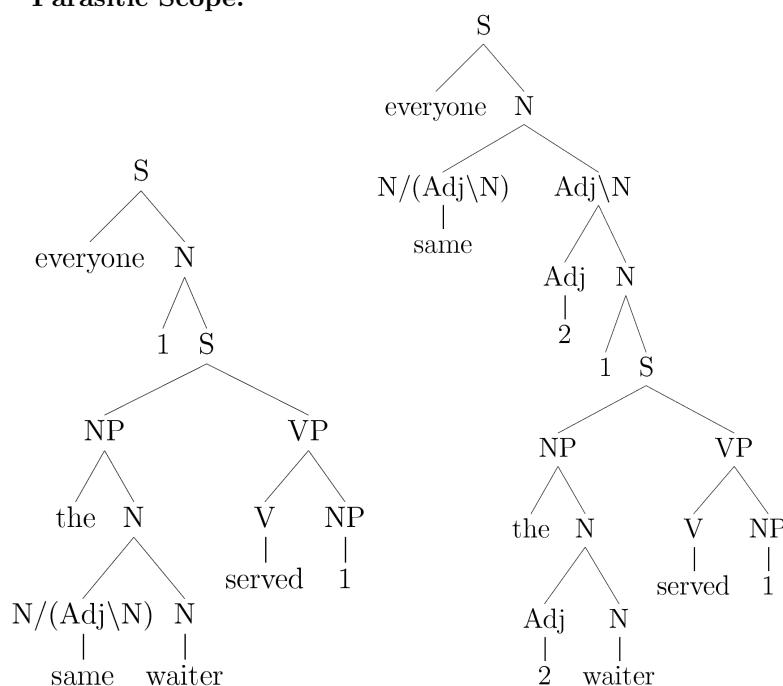 Parasitic Scope:
S
everyone N
N/(Adj\N) Adj\N
same
Adj N
2
1 S
NP VP
the N V NP
served 1
Adj N
2 waiter
S
everyone N
1 S
NP VP
the N V NP
served 1
N/(Adj\N) N
same waiter